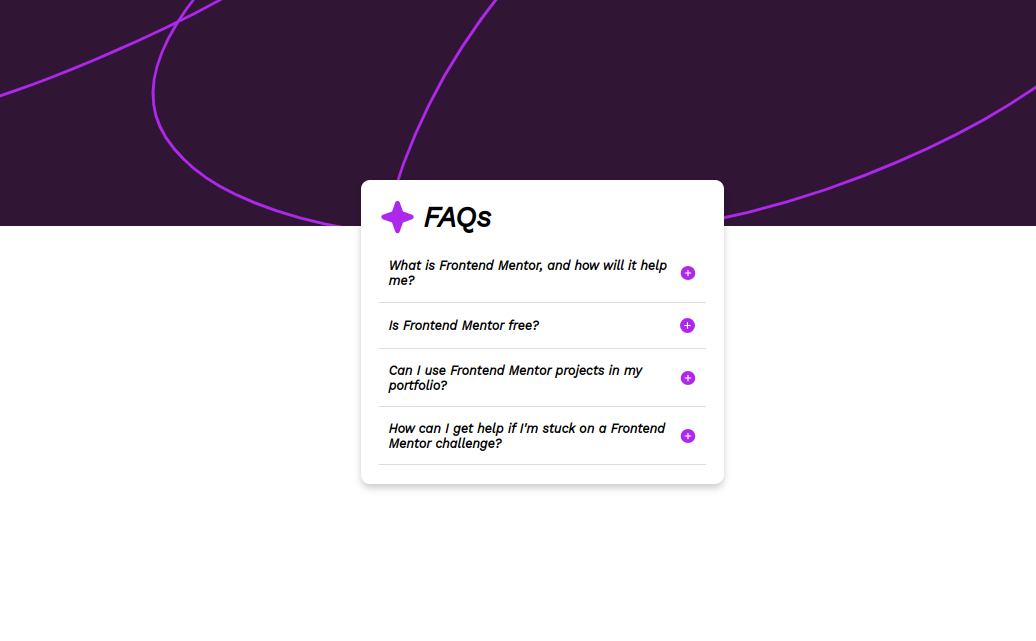 FAQs
What is Frontend Mentor, and how will it help
me?
Is Frontend Mentor free?
Can I use Frontend Mentor projects in my
portfolio?
How can I get help if I'm stuck on a Frontend
Mentor challenge?